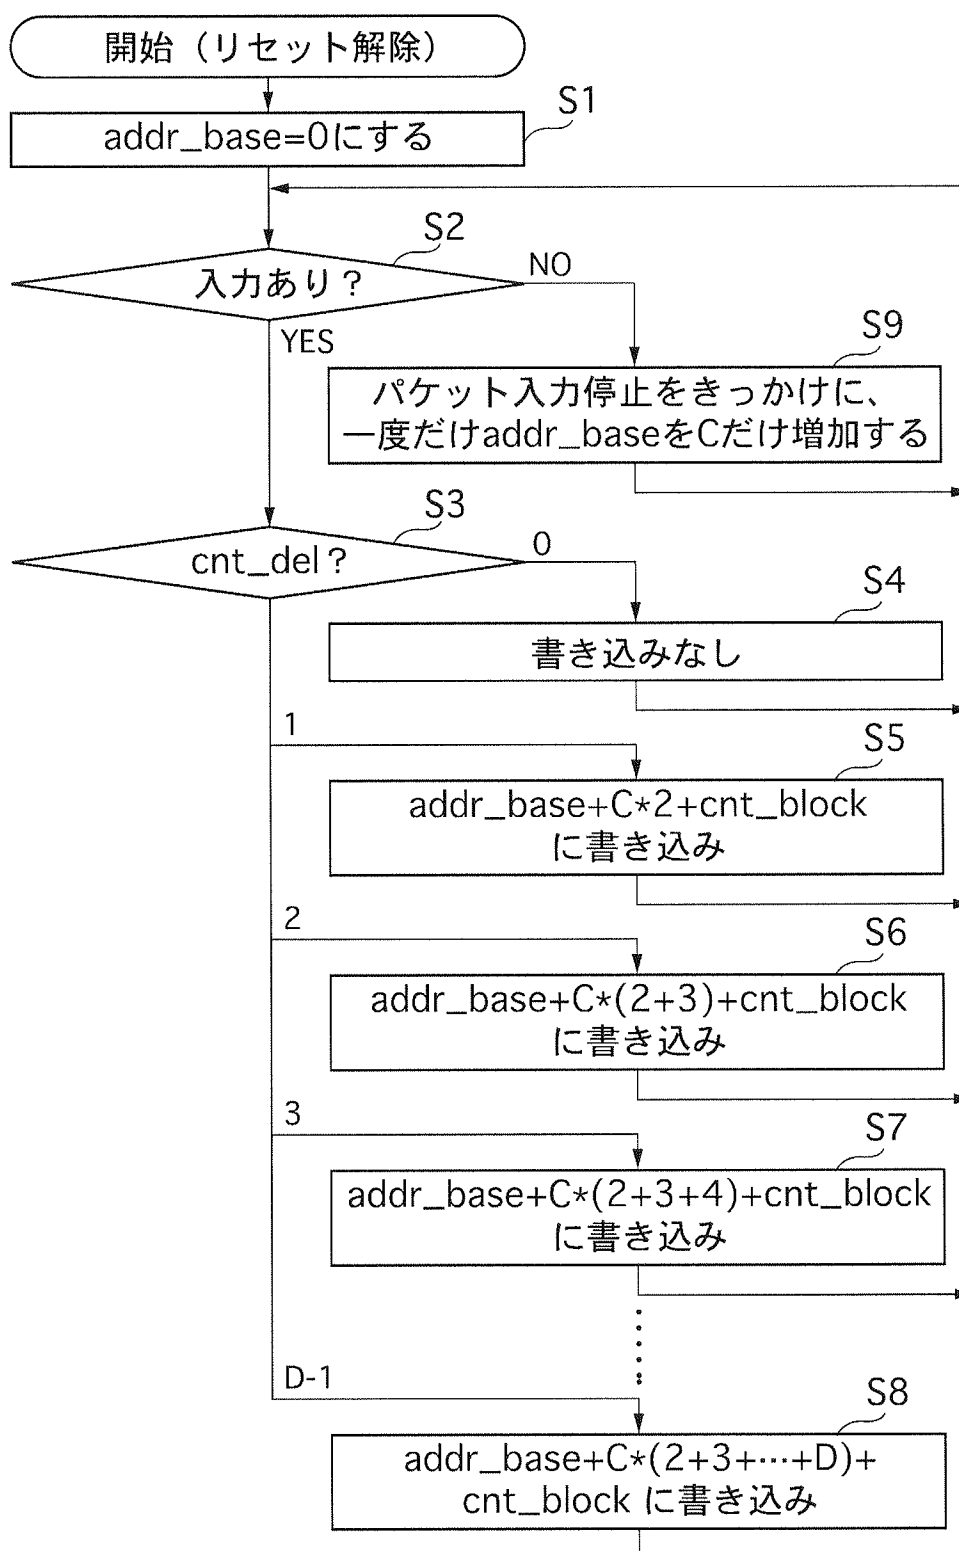 開始（リセット解除）
S1
addr_base=0にする
S2
入力あり？
NO
YES
S9
パケット入力停止をきっかけに、
一度だけaddr_baseをCだけ増加する
S3
cnt_del？
0
S4
書き込みなし
1
S5
addr_base+C*2+cnt_block
に書き込み
2
S6
addr_base+C*(2+3)+cnt_block
に書き込み
3
S7
addr_base+C*(2+3+4)+cnt_block
に書き込み
D-1
S8
addr_base+C*(2+3+…+D)+
cnt_block に書き込み